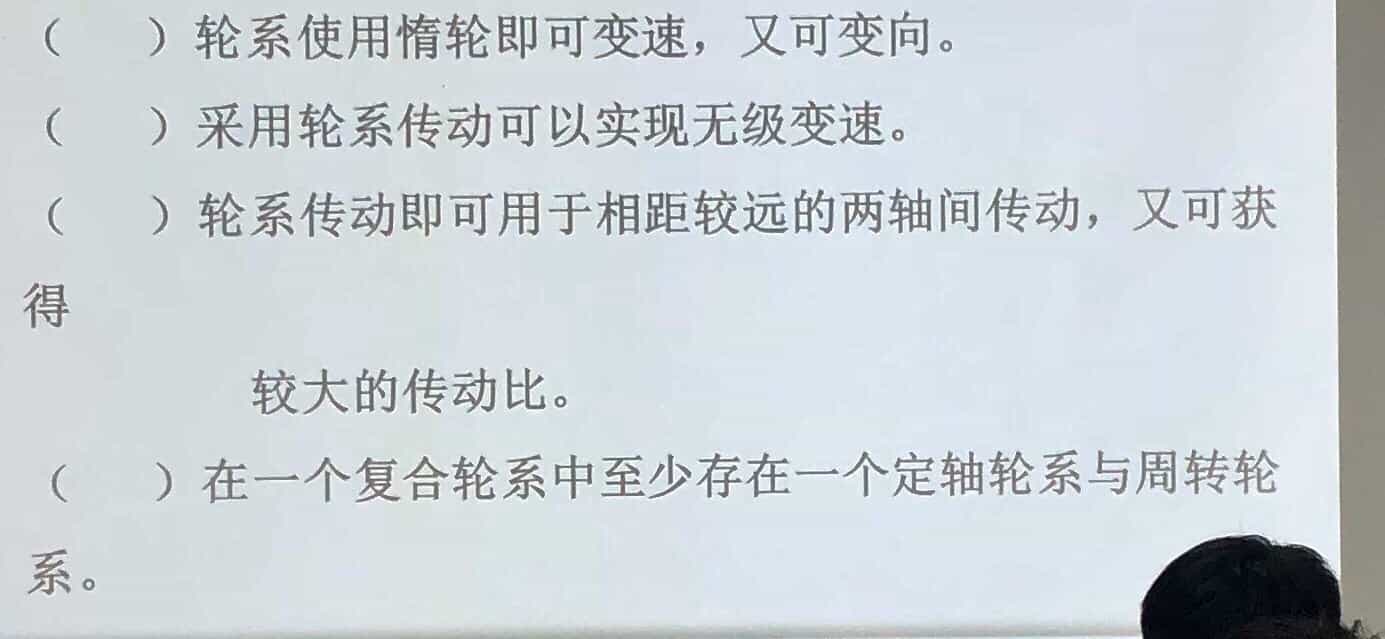 （　　）轮系使用惰轮即可变速，又可变向。
（　　）采用轮系传动可以实现无级变速。
（　　）轮系传动即可用于相距较远的两轴间传动，又可获
得
较大的传动比。
（　　）在一个复合轮系中至少存在一个定轴轮系与周转轮
系。